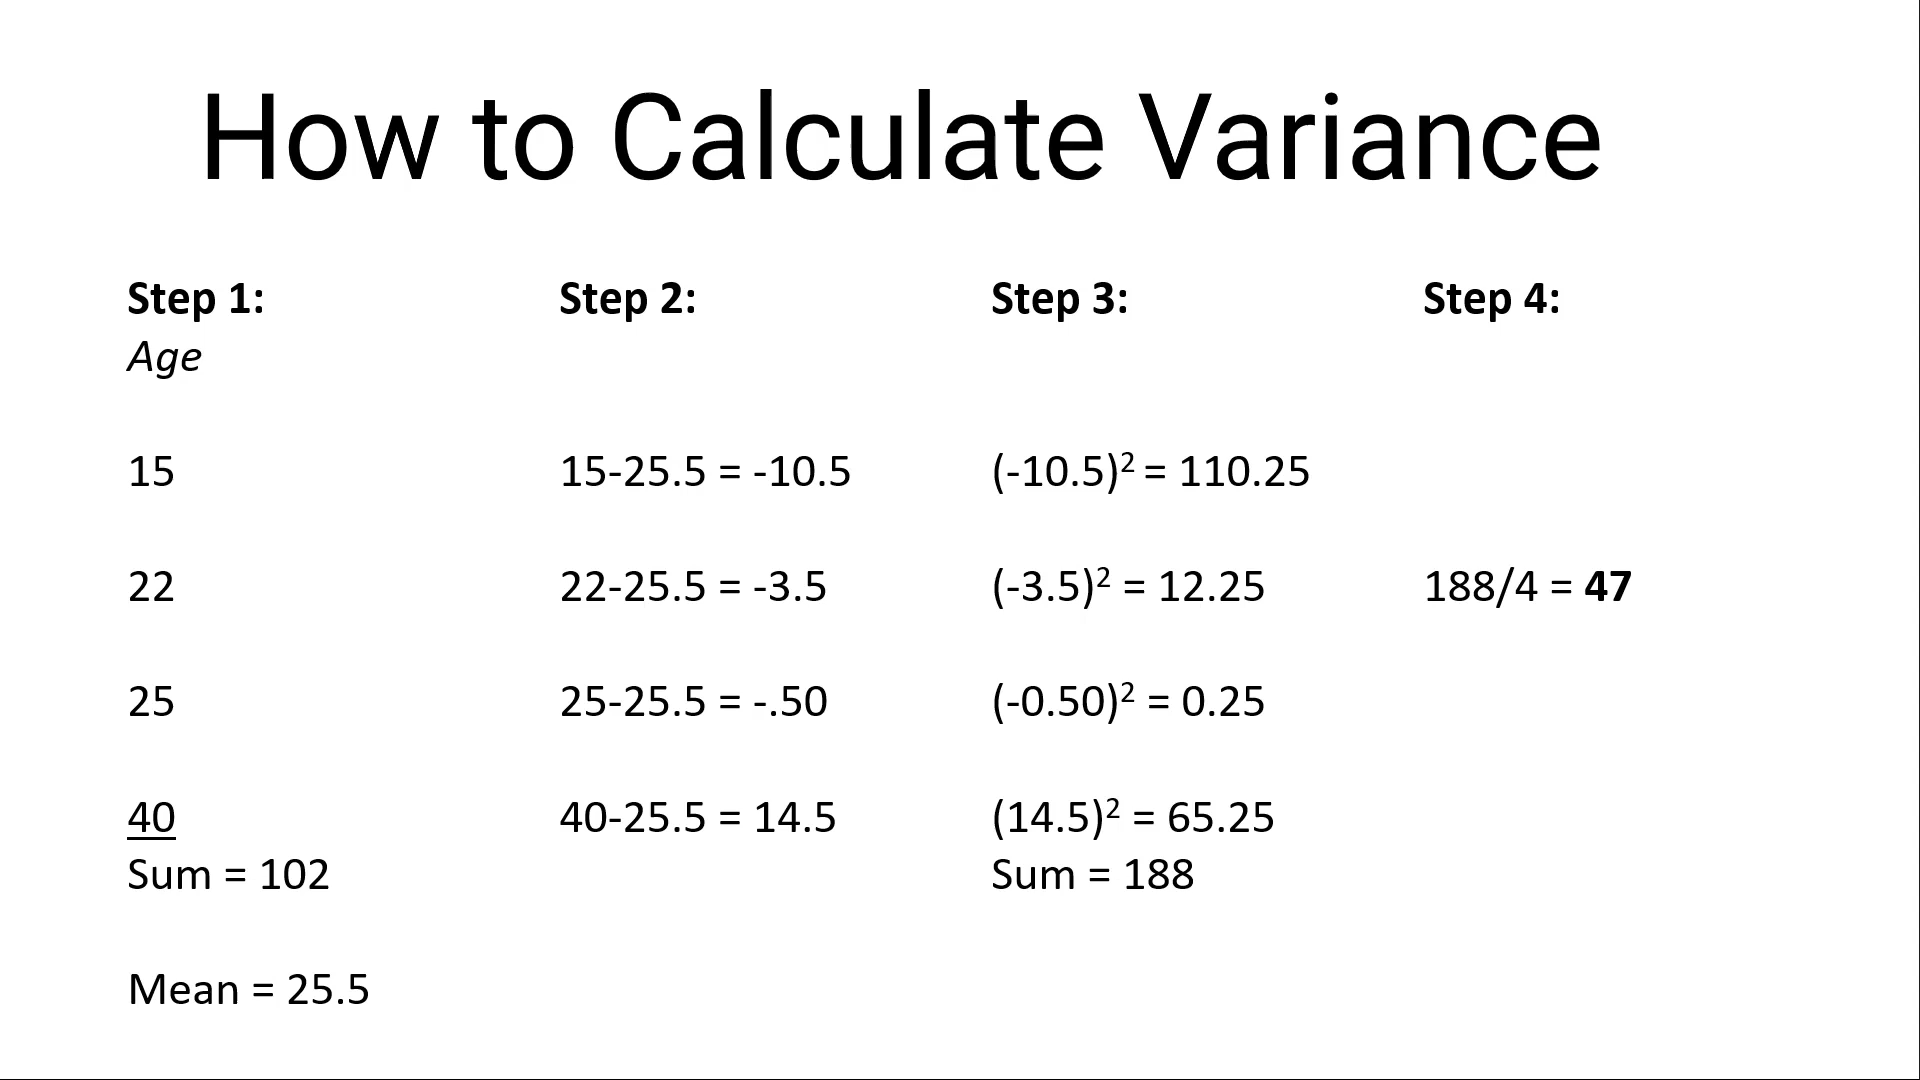 How to Calculate Variance
Step 1:
Age
15
22
25
40
Sum = 102
Mean = 25.5
Step 2:
15-25.5 = -10.5
22-25.5 = -3.5
25-25.5 = -.50
40-25.5 = 14.5
Step 3:
(-10.5)² = 110.25
(-3.5)² = 12.25
(-0.50)² = 0.25
(14.5)² = 65.25
Sum = 188
Step 4:
188/4 = 47